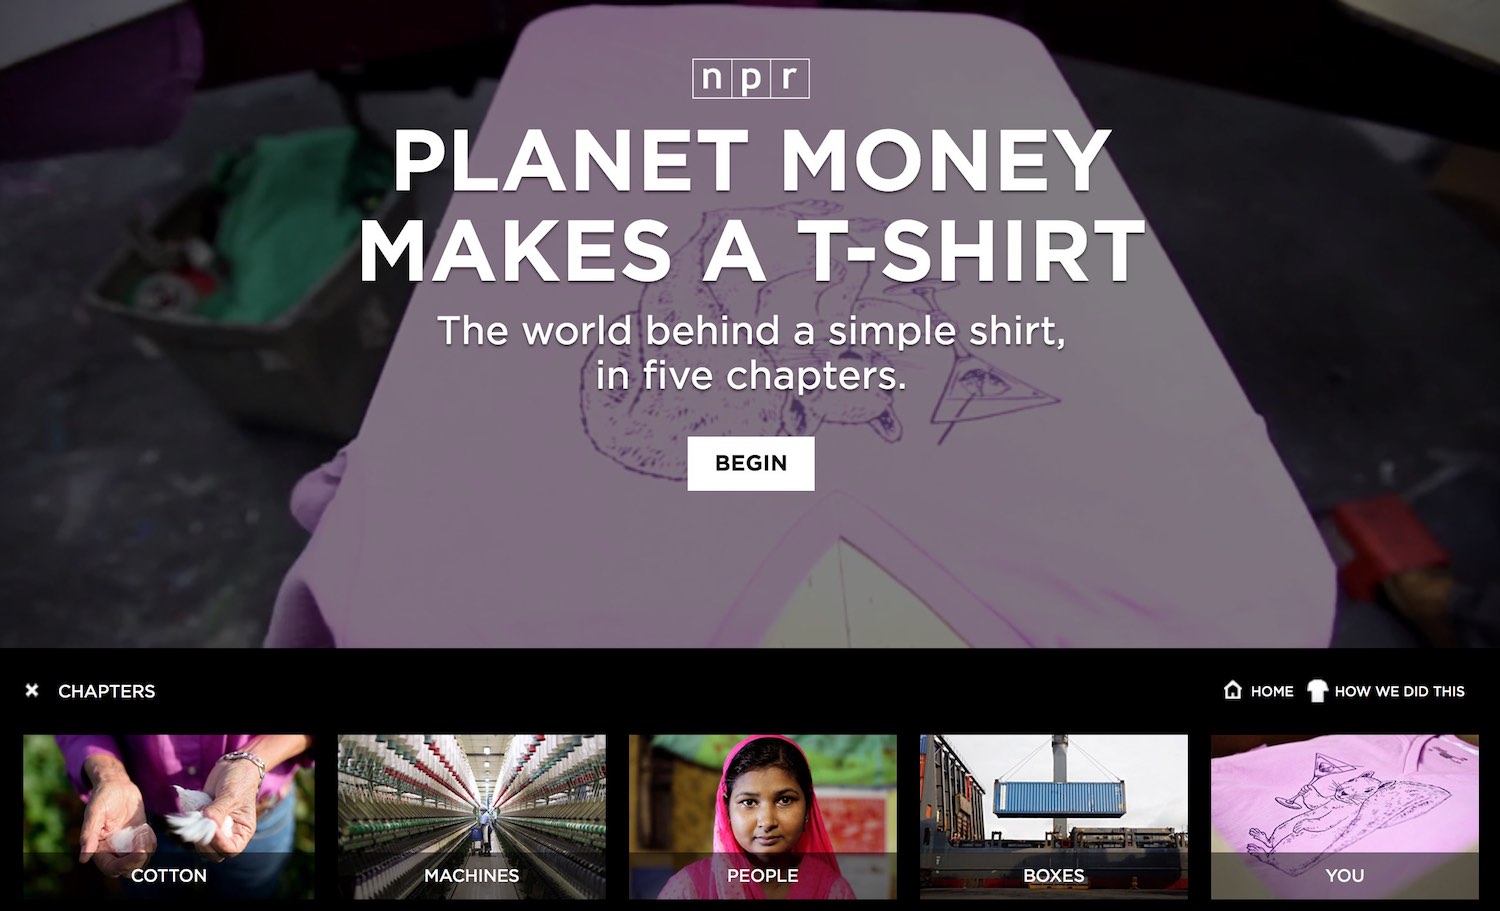 npr
PLANET MONEY
MAKES A T-SHIRT
The world behind a simple shirt,
in five chapters.
BEGIN
CHAPTERS
HOME
HOW WE DID THIS
COTTON
MACHINES
PEOPLE
BOXES
YOU